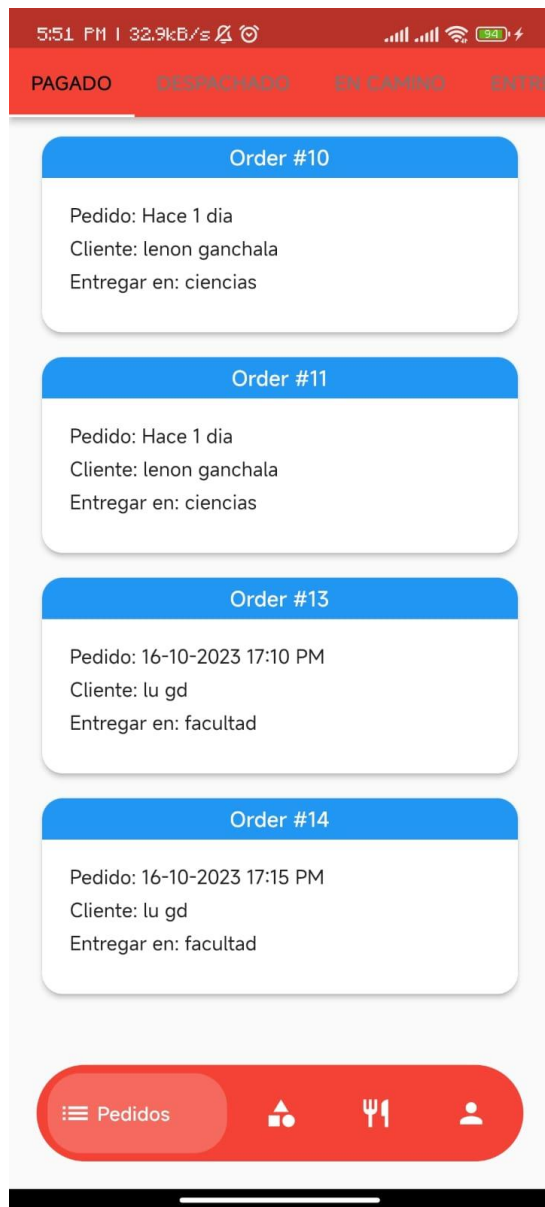 5:51 PM | 32.9kB/s
94
PAGADO DESPACHADO EN CAMINO ENTR
Order #10
Pedido: Hace 1 dia
Cliente: lenon ganchala
Entregar en: ciencias
Order #11
Pedido: Hace 1 dia
Cliente: lenon ganchala
Entregar en: ciencias
Order #13
Pedido: 16-10-2023 17:10 PM
Cliente: lu gd
Entregar en: facultad
Order #14
Pedido: 16-10-2023 17:15 PM
Cliente: lu gd
Entregar en: facultad
Pedidos